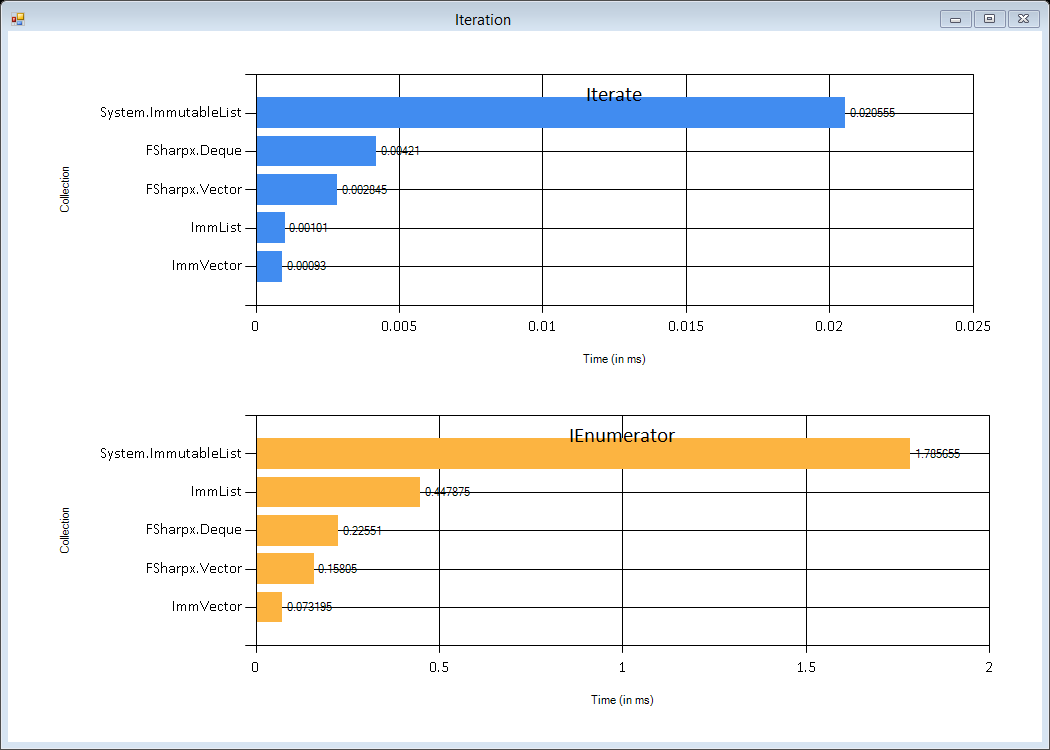 Iteration
Iterate
System.ImmutableList
0.020555
FSharpx.Deque
0.00421
FSharpx.Vector
0.002845
ImmList
0.00101
ImmVector
0.00093
Collection
0 0.005 0.01 0.015 0.02 0.025
Time (in ms)
IEnumerator
System.ImmutableList
1.785655
ImmList
0.447875
FSharpx.Deque
0.22551
FSharpx.Vector
0.15805
ImmVector
0.073195
Collection
0 0.5 1 1.5 2
Time (in ms)